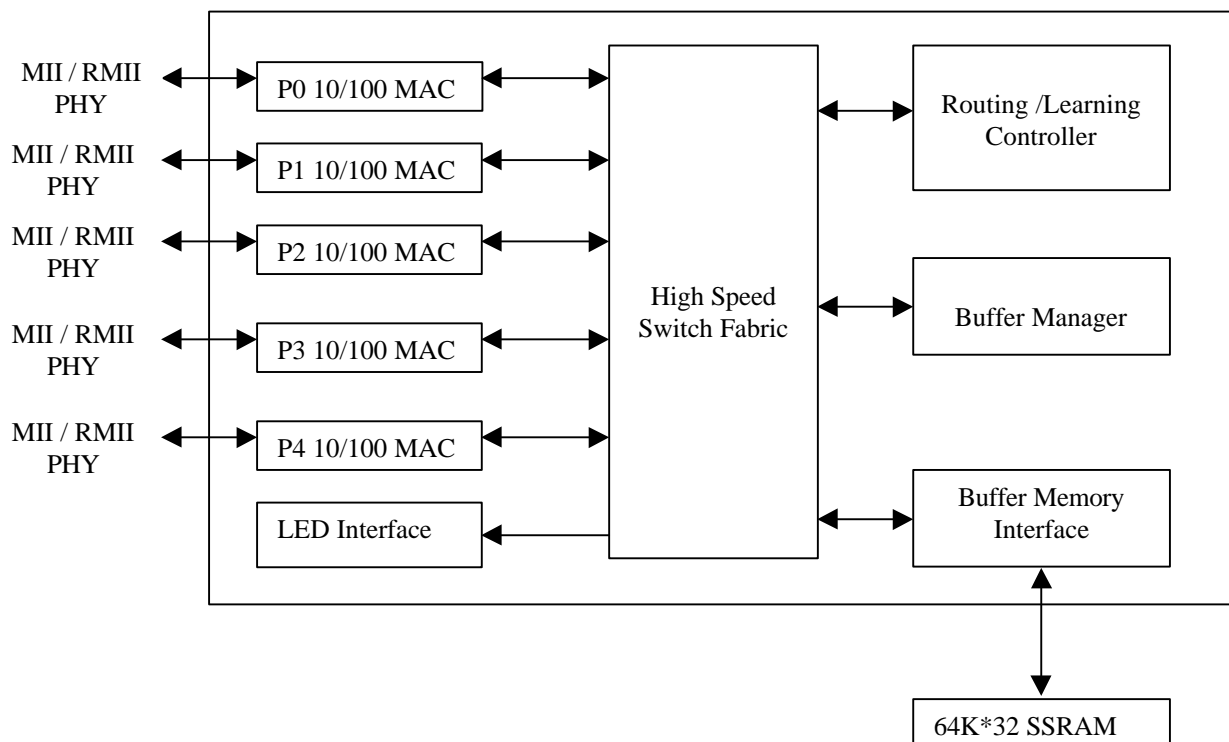 MII / RMII
PHY
P0 10/100 MAC
MII / RMII
PHY
P1 10/100 MAC
MII / RMII
PHY
P2 10/100 MAC
MII / RMII
PHY
P3 10/100 MAC
MII / RMII
PHY
P4 10/100 MAC
LED Interface
High Speed
Switch Fabric
Routing /Learning
Controller
Buffer Manager
Buffer Memory
Interface
64K*32 SSRAM